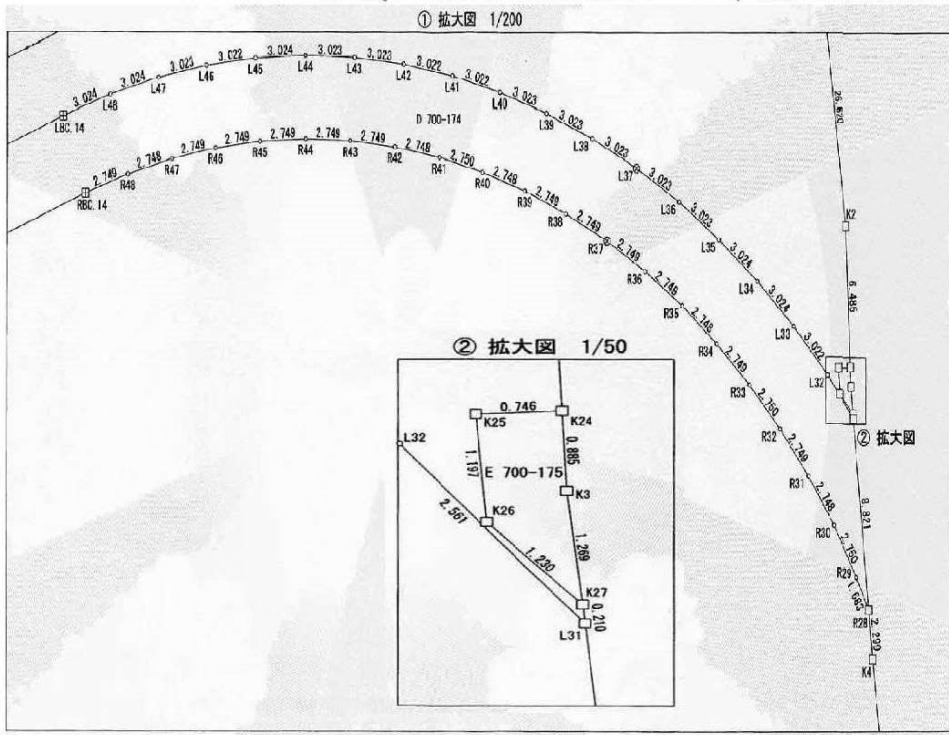 ① 拡大図 1/200
3.024
3.024
3.023
3.022
3.024
3.023
3.023
3.022
3.022
3.023
3.023
3.023
3.023
3.023
3.024
3.024
3.022
LBC.14
L48
L47
L46
L45
L44
L43
L42
L41
L40
L39
L38
L37
L36
L35
L34
L33
L32
D 700-174
2.749
2.748
2.749
2.749
2.749
2.749
2.748
2.748
2.750
2.748
2.749
2.749
2.749
2.748
2.748
2.749
2.750
2.749
2.748
2.750
1.683
RBC.14
R48
R47
R46
R45
R44
R43
R42
R41
R40
R39
R38
R37
R36
R35
R34
R33
R32
R31
R30
R29
R28
K2
6.485
② 拡大図
8.821
2.299
K4
② 拡大図 1/50
0.746
K25
K24
L32
1.197
0.885
E 700-175
K3
2.561
K26
1.269
1.230
K27
0.210
L31